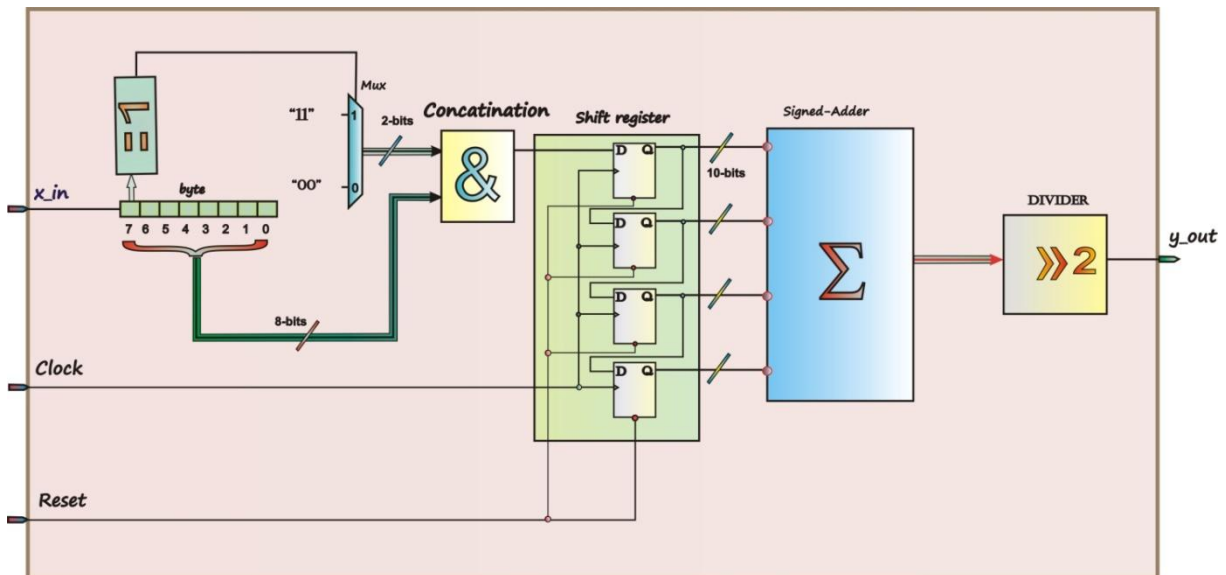 Mux
=1
"11"
1
2-bits
Concatination
&
Shift register
Signed-Adder
D Q
10-bits
"00"
0
x_in
byte
7 6 5 4 3 2 1 0
D Q
DIVIDER
Σ
»2
y_out
D Q
8-bits
Clock
D Q
Reset